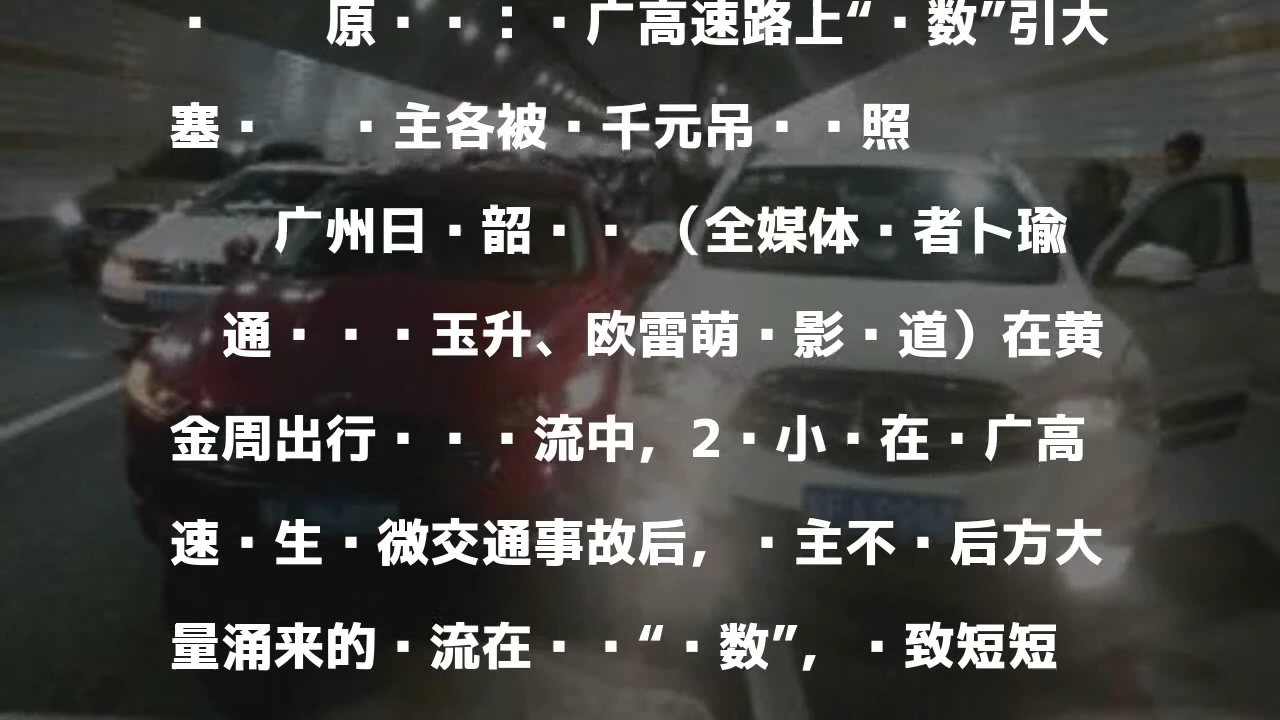 · 原··：·广高速路上“·数”引大
塞· ·主各被·千元吊··照
广州日·韶·· （全媒体·者卜瑜
通···玉升、欧雷萌·影·道）在黄
金周出行···流中，2·小·在·广高
速·生·微交通事故后，·主不·后方大
量涌来的·流在··“·数”，·致短短